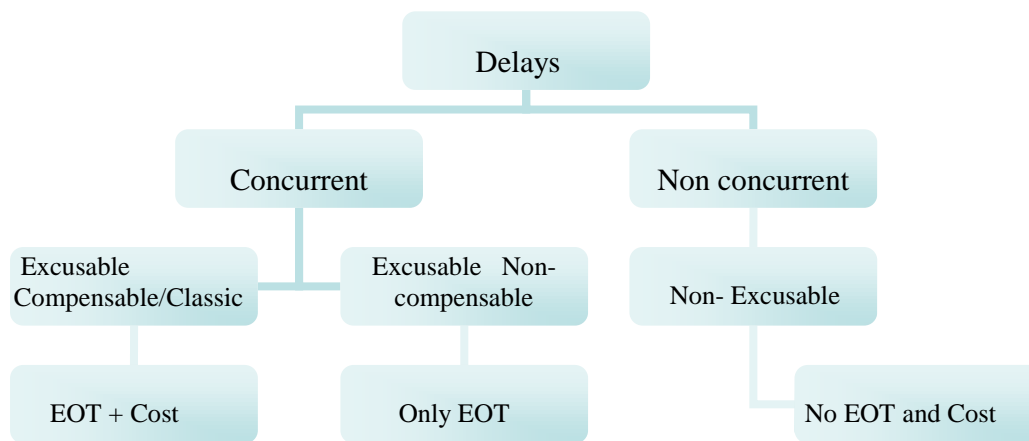 Delays
Concurrent
Non concurrent
Excusable
Compensable/Classic
Excusable Non-
compensable
Non- Excusable
EOT + Cost
Only EOT
No EOT and Cost